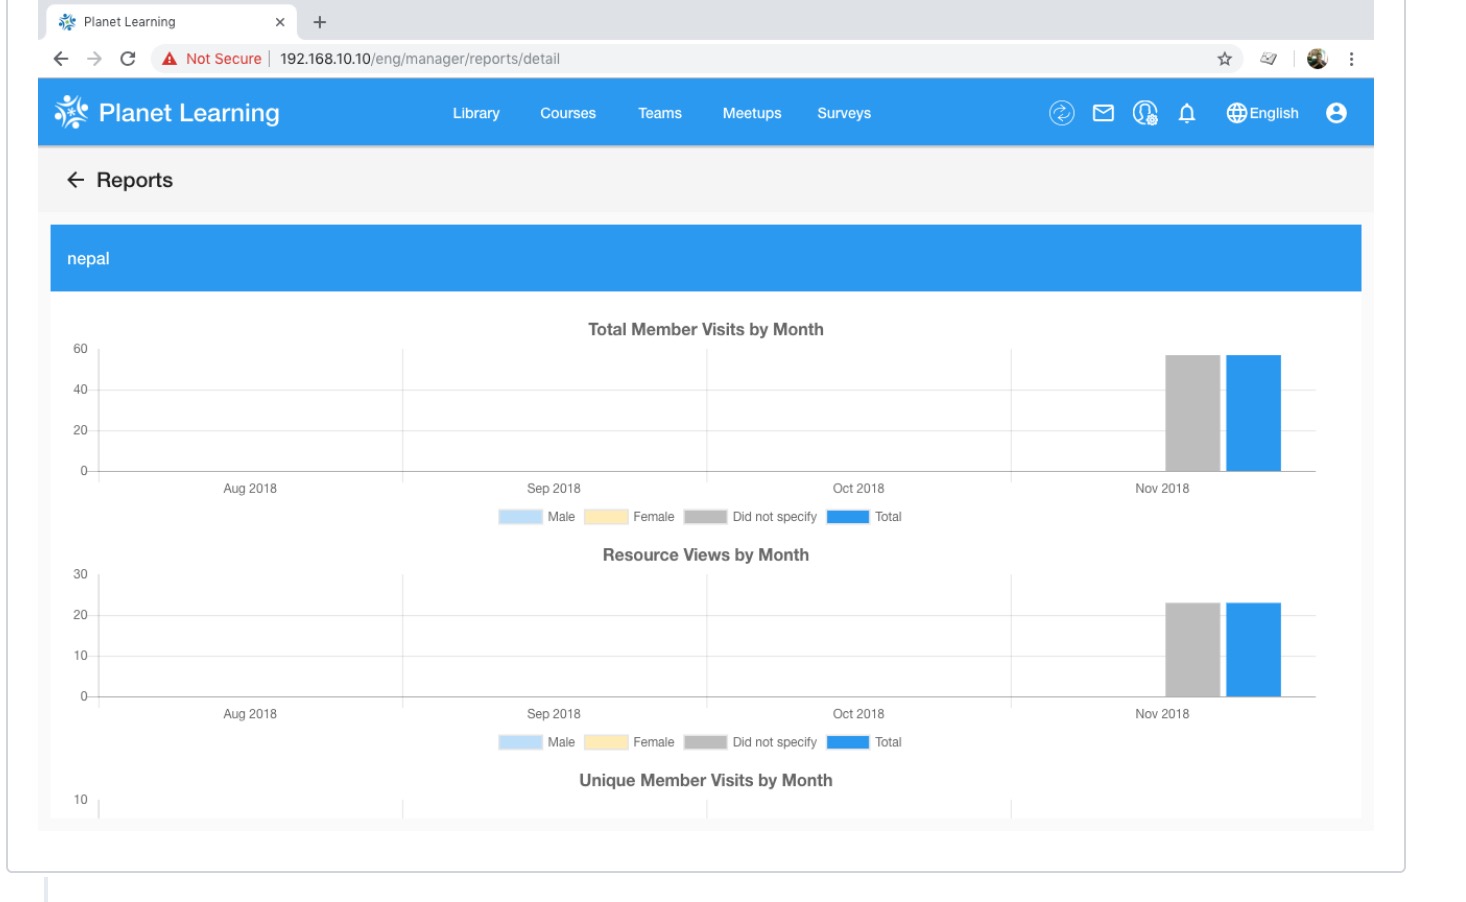 Planet Learning
Not Secure | 192.168.10.10/eng/manager/reports/detail
Planet Learning Library Courses Teams Meetups Surveys English
Reports
nepal
Total Member Visits by Month
60
40
20
0
Aug 2018 Sep 2018 Oct 2018 Nov 2018
Male Female Did not specify Total
Resource Views by Month
30
20
10
0
Aug 2018 Sep 2018 Oct 2018 Nov 2018
Male Female Did not specify Total
Unique Member Visits by Month
10